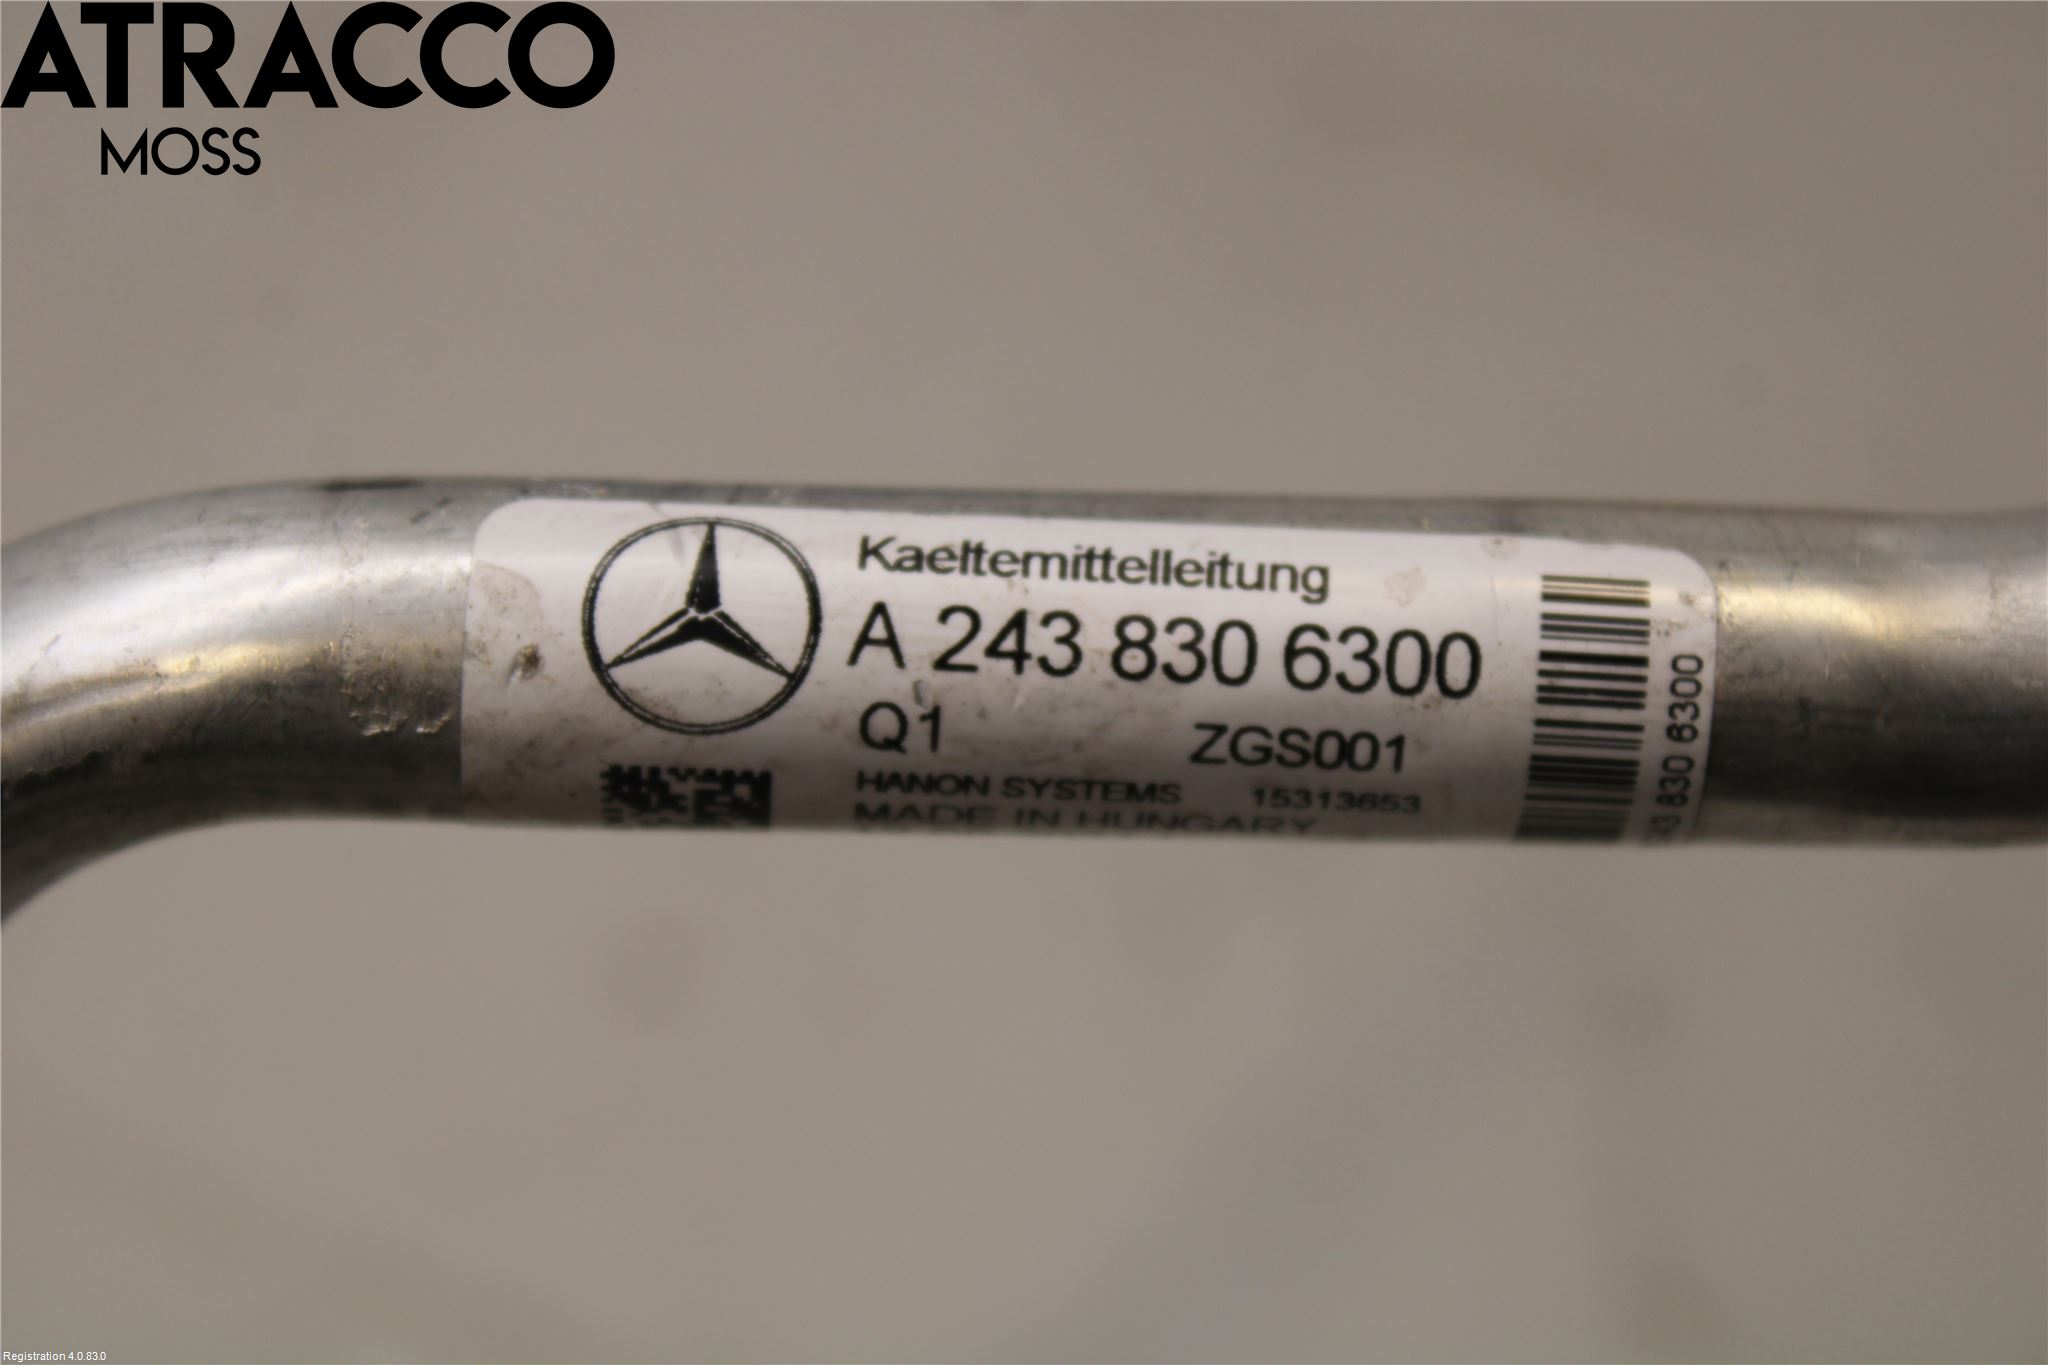 ATRACCO
MOSS
Kaeltemittelleitung
A 243 830 6300
Q1 ZGS001
HANON SYSTEMS 15313653
MADE IN HUNGARY
243 830 6300
Registration 4.0.83.0